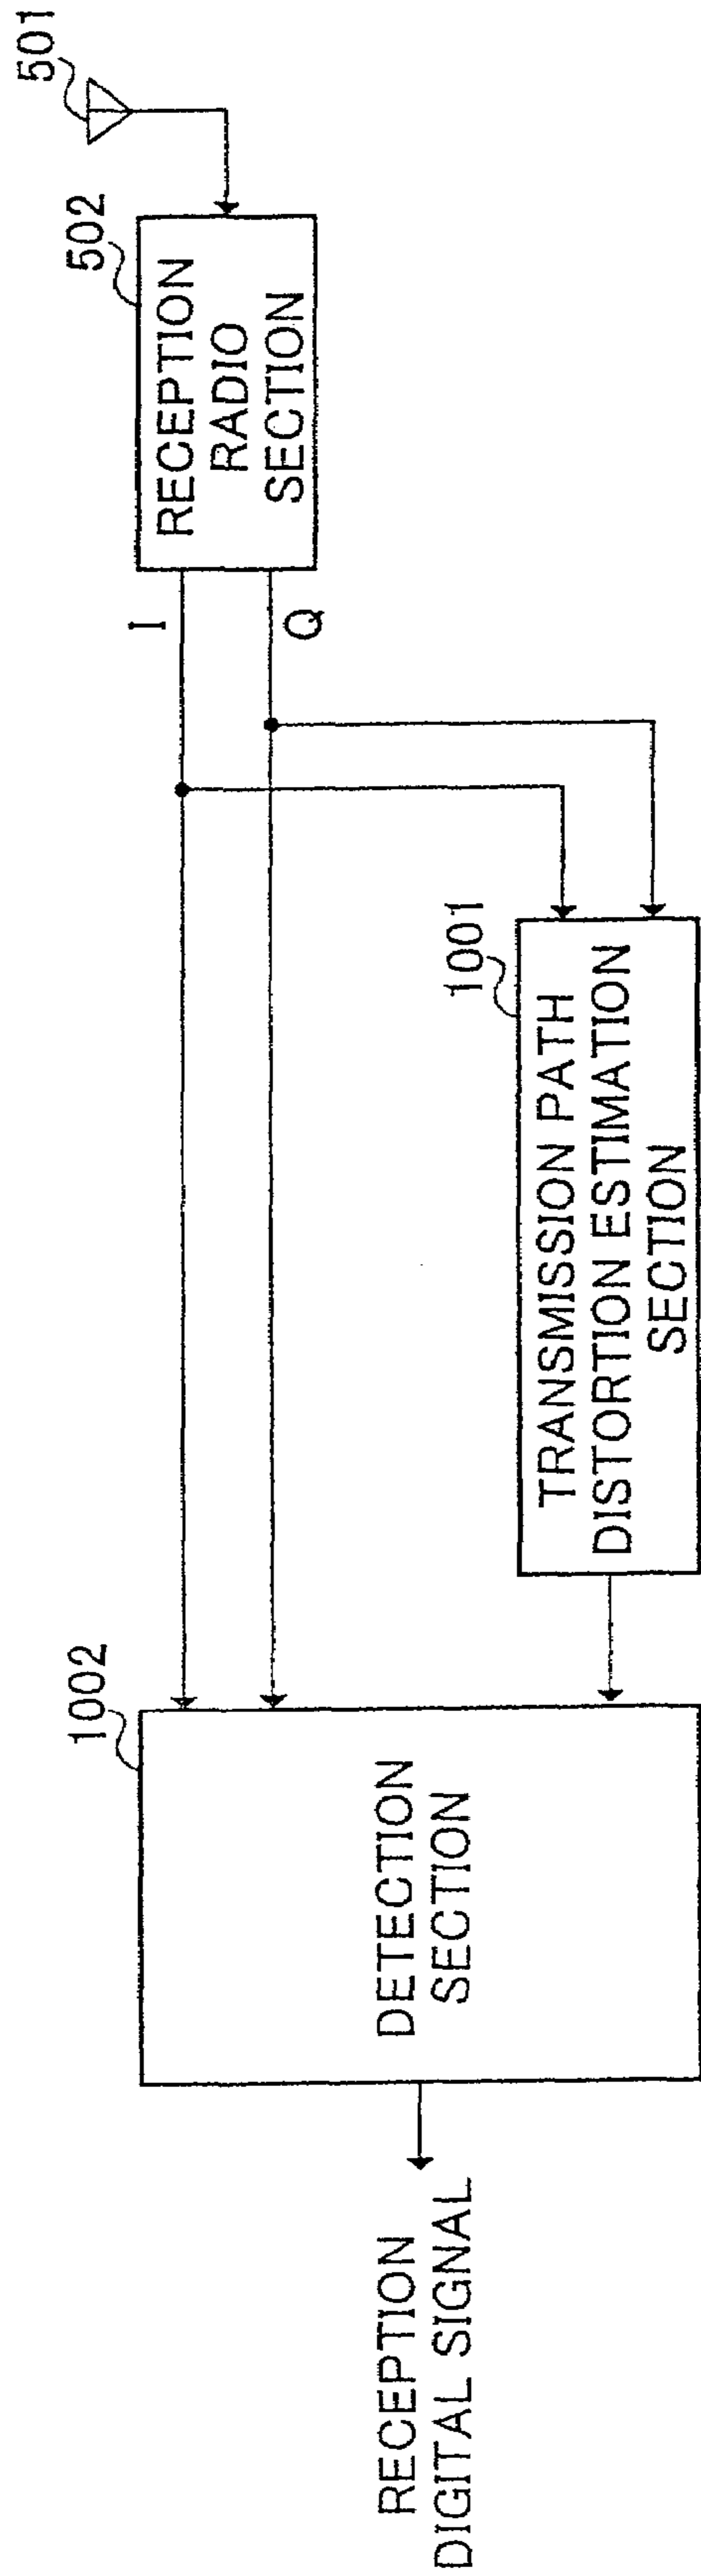 501
502
RECEPTION
RADIO
SECTION
I
Q
1001
TRANSMISSION PATH
DISTORTION ESTIMATION
SECTION
1002
DETECTION
SECTION
RECEPTION
DIGITAL SIGNAL